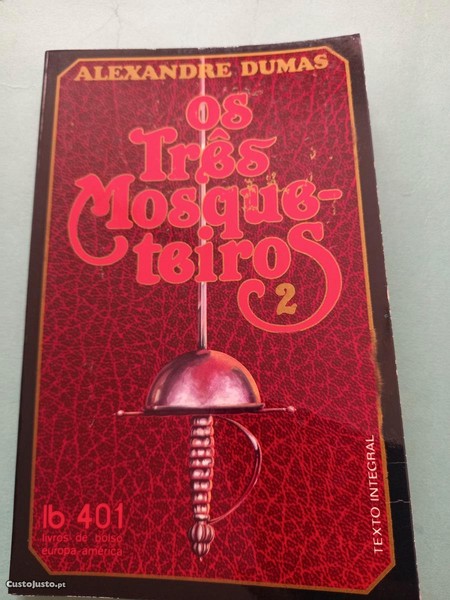 ALEXANDRE DUMAS
os
Três
Mosque-
teiros
2
lb 401
livros de bolso
europa-américa
TEXTO INTEGRAL
CustoJusto.pt